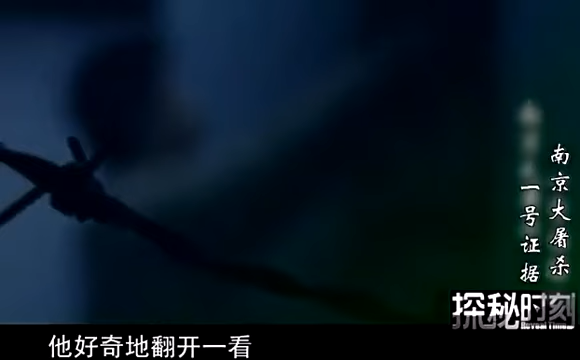 南京大屠杀
一号证据
探秘时刻
他好奇地翻开一看